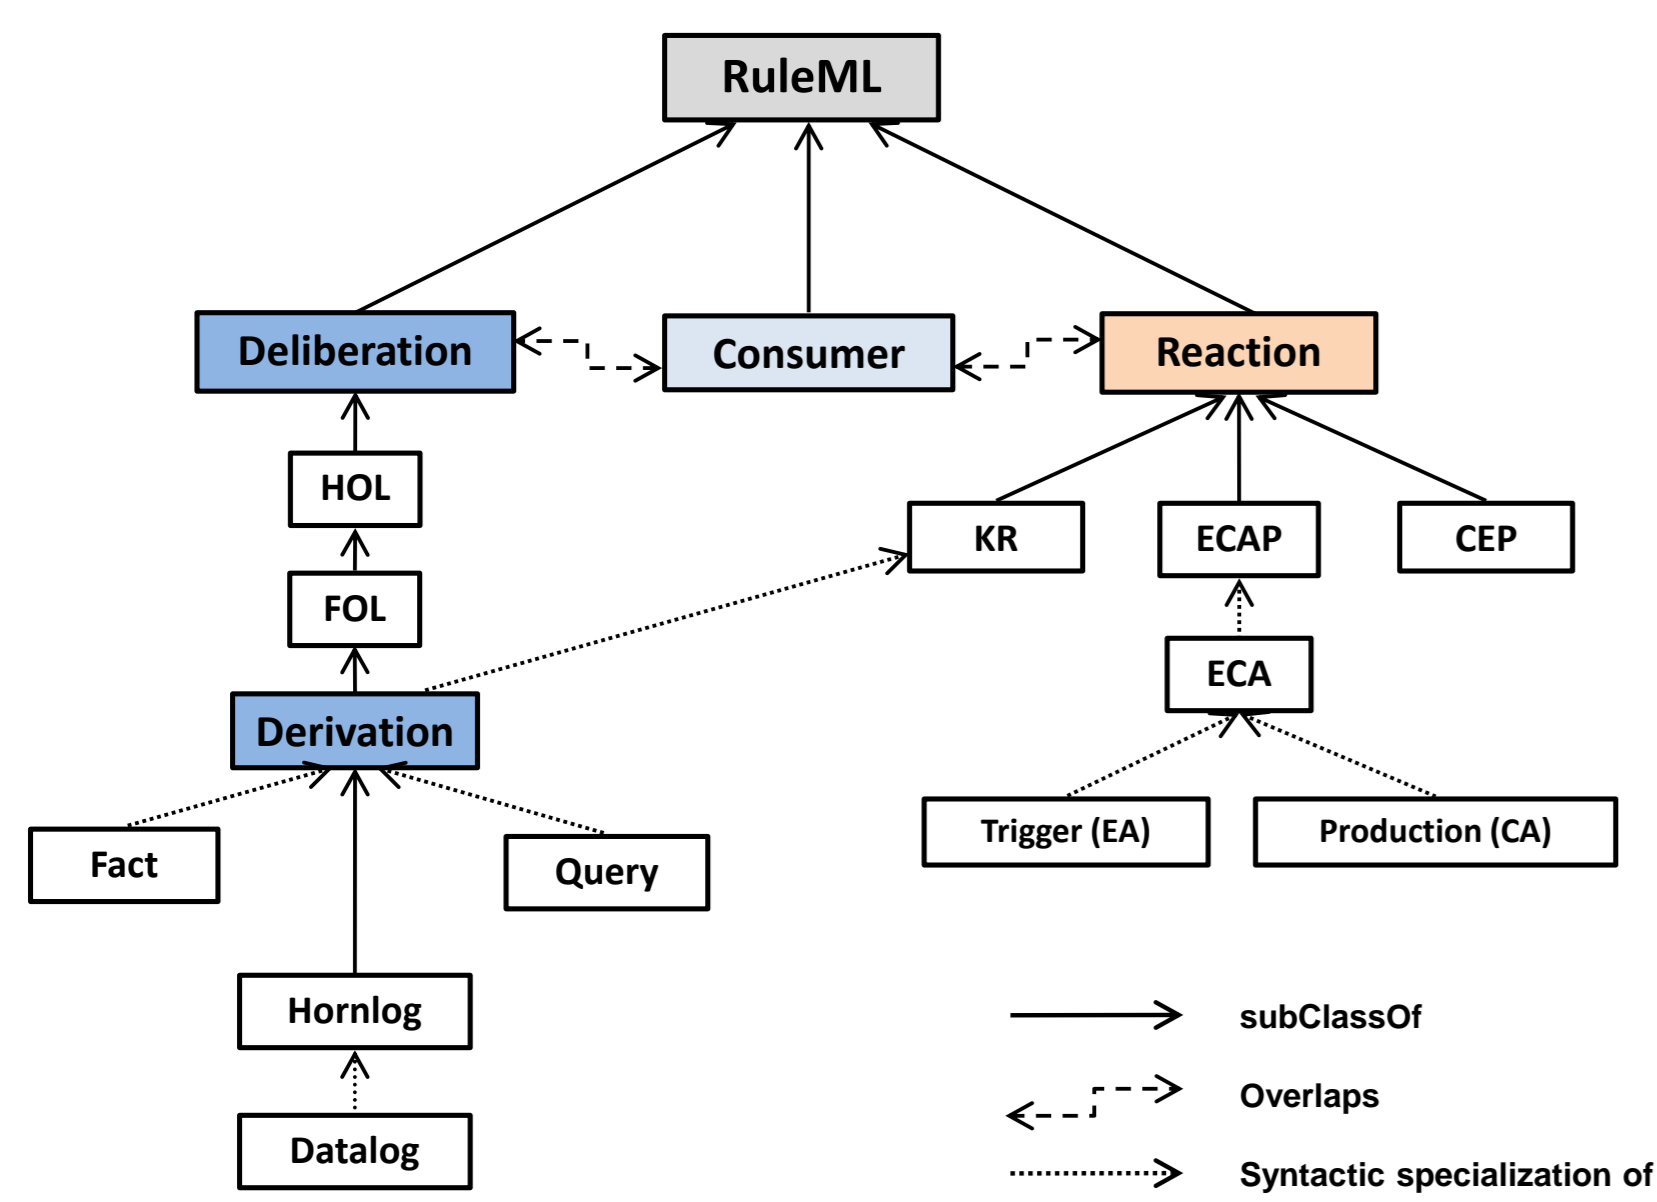 RuleML
Deliberation
Consumer
Reaction
HOL
KR
ECAP
CEP
FOL
ECA
Derivation
Trigger (EA)
Production (CA)
Fact
Query
Hornlog
subClassOf
Overlaps
Datalog
Syntactic specialization of